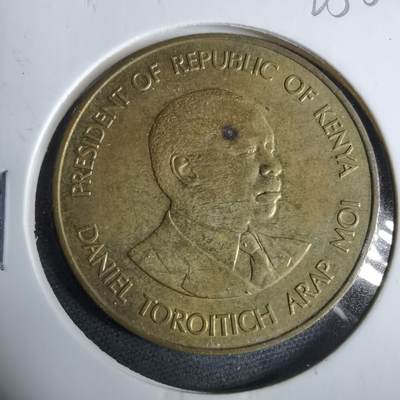 PRESIDENT OF REPUBLIC OF KENYA
DANIEL TOROITICH ARAP MOI